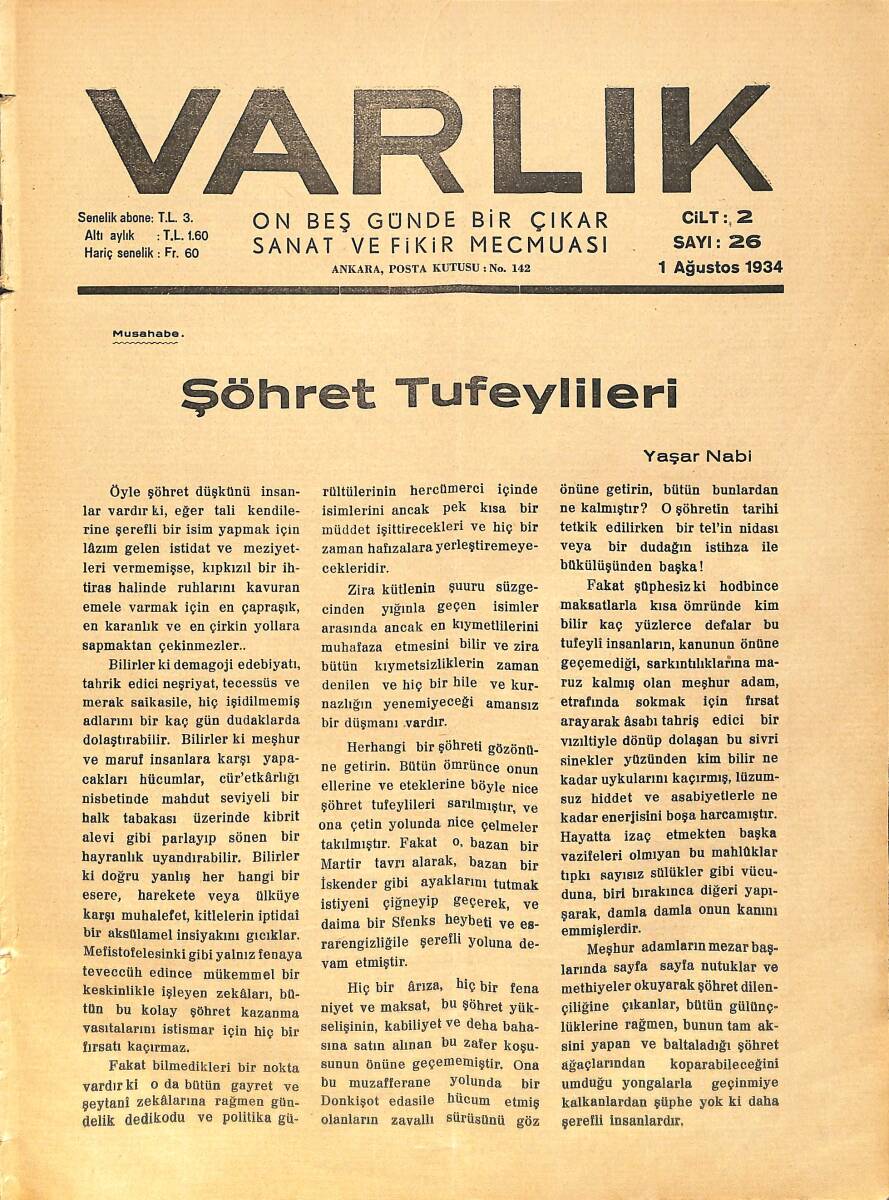 VARLIK
Senelik abone: T.L. 3.
Altı aylık : T.L. 1.60
Hariç senelik : Fr. 60
ON BEŞ GÜNDE BİR ÇIKAR
SANAT VE FİKİR MECMUASI
ANKARA, POSTA KUTUSU : No. 142
CİLT : 2
SAYI : 26
1 Ağustos 1934
Musahabe.
Şöhret Tufeylileri
Yaşar Nabi
Öyle şöhret düşkünü insan-
lar vardır ki, eğer tali kendile-
rine şerefli bir isim yapmak için
lâzım gelen istidat ve meziyet-
leri vermemişse, kıpkızıl bir ih-
tiras halinde ruhlarını kavuran
emele varmak için en çapraşık,
en karanlık ve en çirkin yollara
sapmaktan çekinmezler..
Bilirler ki demagoji edebiyatı,
tahrik edici neşriyat, tecessüs ve
merak saikasile, hiç işidilmemiş
adlarını bir kaç gün dudaklarda
dolaştırabilir. Bilirler ki meşhur
ve maruf insanlara karşı yapa-
cakları hücumlar, cür'etkârlığı
nisbetinde mahdut seviyeli bir
halk tabakası üzerinde kibrit
alevi gibi parlayıp sönen bir
hayranlık uyandırabilir. Bilirler
ki doğru yanlış her hangi bir
esere, harekete veya ülküye
karşı muhalefet, kitlelerin iptidaî
bir aksülamel insiyakını gıcıklar.
Mefistofelesinki gibi yalnız fenaya
teveccüh edince mükemmel bir
keskinlikle işleyen zekâları, bü-
tün bu kolay şöhret kazanma
vasıtalarını istismar için hiç bir
fırsatı kaçırmaz.
Fakat bilmedikleri bir nokta
vardır ki o da bütün gayret ve
şeytanî zekâlarına rağmen gün-
delik dedikodu ve politika gü-
rültülerinin hercümerci içinde
isimlerini ancak pek kısa bir
müddet işittirecekleri ve hiç bir
zaman hafızalara yerleştiremeye-
cekleridir.
Zira kütlenin şuuru süzge-
cinden yığınla geçen isimler
arasında ancak en kıymetlilerini
muhafaza etmesini bilir ve zira
bütün kıymetsizliklerin zaman
denilen ve hiç bir hile ve kur-
nazlığın yenemiyeceği amansız
bir düşmanı vardır.
Herhangi bir şöhreti gözönü-
ne getirin. Bütün ömrünce onun
ellerine ve eteklerine böyle nice
şöhret tufeylileri sarılmıştır, ve
ona çetin yolunda nice çelmeler
takılmıştır. Fakat o, bazan bir
Martir tavrı alarak, bazan bir
İskender gibi ayaklarını tutmak
istiyeni çiğneyip geçerek, ve
daima bir Sfenks heybeti ve es-
rarengizliğile şerefli yoluna de-
vam etmiştir.
Hiç bir ârıza, hiç bir fena
niyet ve maksat, bu şöhret yük-
selişinin, kabiliyet ve deha baha-
sına satın alınan bu zafer koşu-
sunun önüne geçememiştir. Ona
bu muzafferane yolunda bir
Donkişot edasile hücum etmiş
olanların zavallı sürüsünü göz
önüne getirin, bütün bunlardan
ne kalmıştır? O şöhretin tarihi
tetkik edilirken bir tel'in nidası
veya bir dudağın istihza ile
bükülüşünden başka!
Fakat şüphesiz ki hodbince
maksatlarla kısa ömründe kim
bilir kaç yüzlerce defalar bu
tufeyli insanların, kanunun önüne
geçemediği, sarkıntılıklarına ma-
ruz kalmış olan meşhur adam,
etrafında sokmak için fırsat
arayarak âsabı tahriş edici bir
vızıltiyle dönüp dolaşan bu sivri
sinekler yüzünden kim bilir ne
kadar uykularını kaçırmış, lüzum-
suz hiddet ve asabiyetlerle ne
kadar enerjisini boşa harcamıştır.
Hayatta izaç etmekten başka
vazifeleri olmıyan bu mahlûklar
tıpkı sayısız sülükler gibi vücu-
duna, biri bırakınca diğeri yapı-
şarak, damla damla onun kanını
emmişlerdir.
Meşhur adamların mezar baş-
larında sayfa sayfa nutuklar ve
methiyeler okuyarak şöhret dilen-
çiliğine çıkanlar, bütün gülünç-
lüklerine rağmen, bunun tam ak-
sini yapan ve baltaladığı şöhret
ağaçlarından koparabileceğini
umduğu yongalarla geçinmiye
kalkanlardan şüphe yok ki daha
şerefli insanlardır.